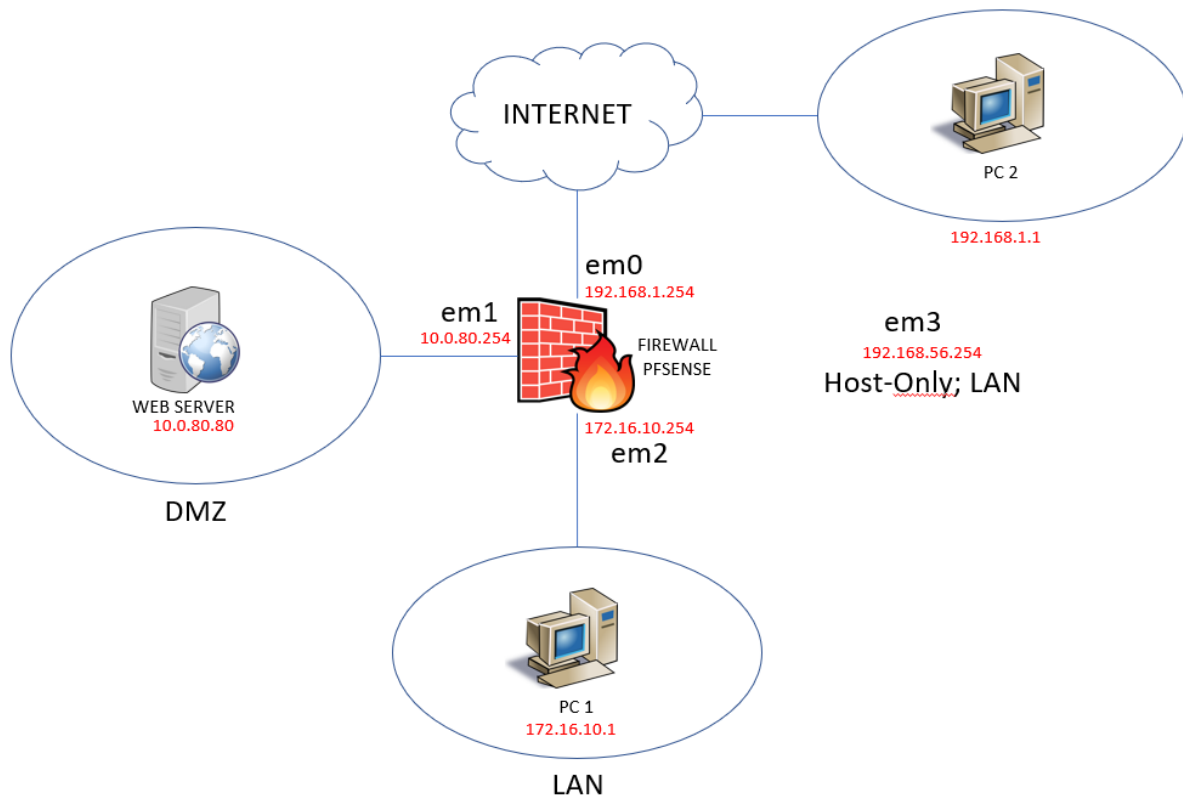 INTERNET
PC 2
192.168.1.1
em0
192.168.1.254
em1
10.0.80.254
FIREWALL
PFSENSE
em3
192.168.56.254
Host-Only; LAN
WEB SERVER
10.0.80.80
DMZ
172.16.10.254
em2
PC 1
172.16.10.1
LAN